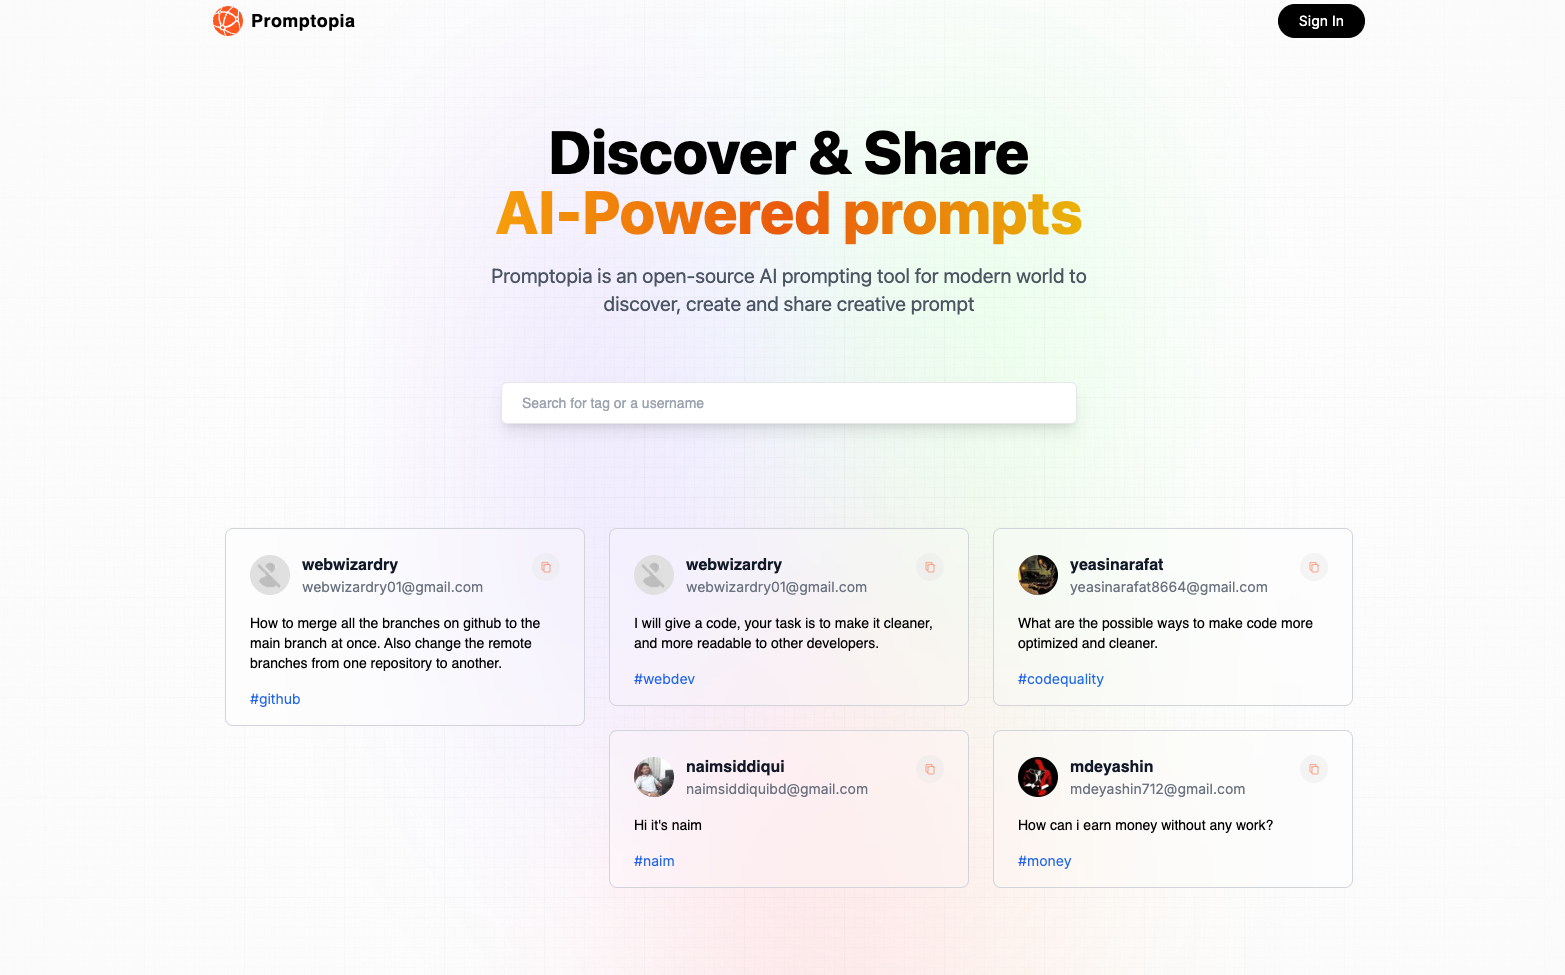 Promptopia
Sign In
Discover & Share
AI-Powered prompts
Promptopia is an open-source AI prompting tool for modern world to
discover, create and share creative prompt
Search for tag or a username
webwizardry
webwizardry01@gmail.com
How to merge all the branches on github to the
main branch at once. Also change the remote
branches from one repository to another.
#github
webwizardry
webwizardry01@gmail.com
I will give a code, your task is to make it cleaner,
and more readable to other developers.
#webdev
yeasinarafat
yeasinarafat8664@gmail.com
What are the possible ways to make code more
optimized and cleaner.
#codequality
naimsiddiqui
naimsiddiquibd@gmail.com
Hi it's naim
#naim
mdeyashin
mdeyashin712@gmail.com
How can i earn money without any work?
#money